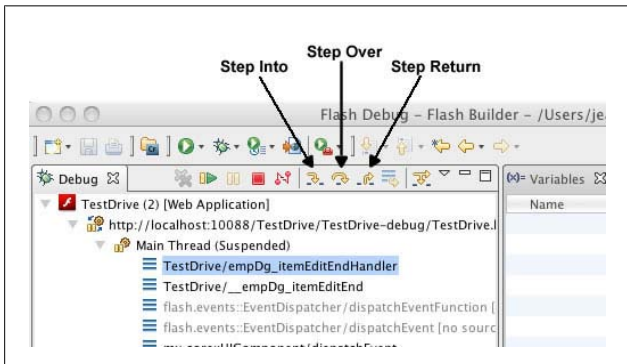 Step Over
Step Into
Step Return
Flash Debug – Flash Builder – /Users/je
Debug
(x)= Variables
TestDrive (2) [Web Application]
Name
http://localhost:10088/TestDrive/TestDrive-debug/TestDrive.
Main Thread (Suspended)
TestDrive/empDg_itemEditEndHandler
TestDrive/__empDg_itemEditEnd
flash.events::EventDispatcher/dispatchEventFunction [
flash.events::EventDispatcher/dispatchEvent [no sourc